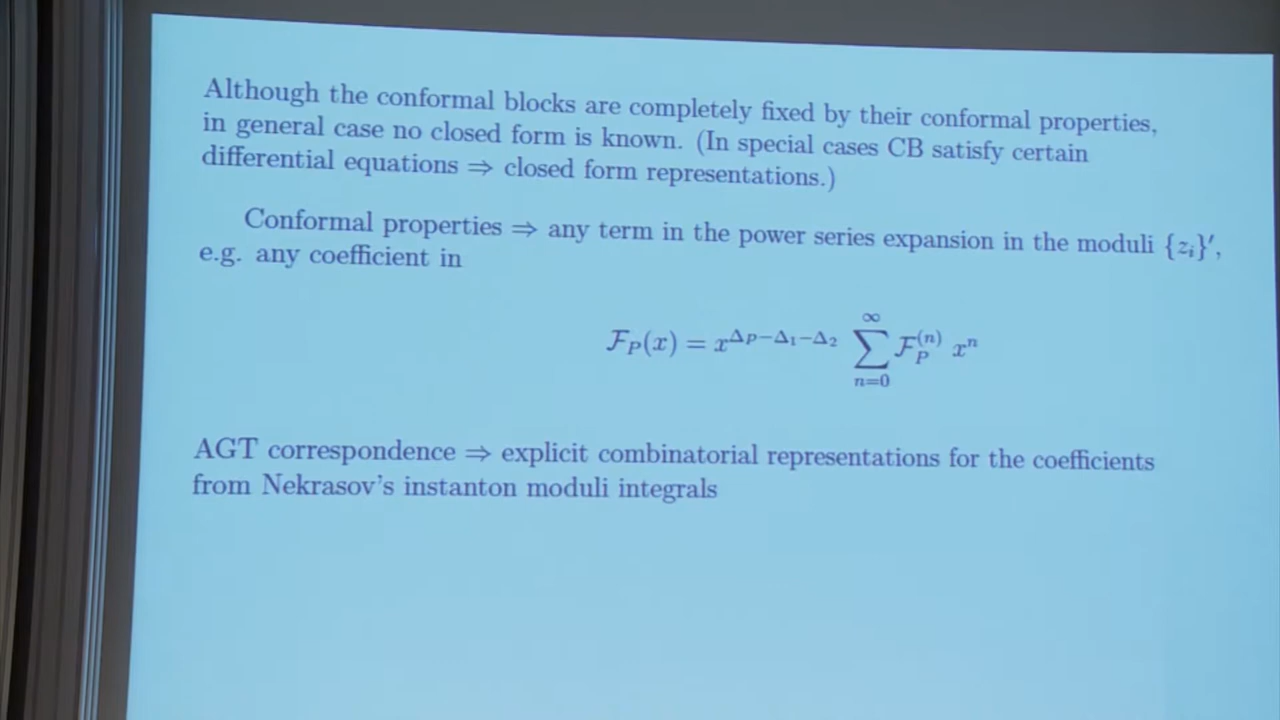 Although the conformal blocks are completely fixed by their conformal properties,
in general case no closed form is known. (In special cases CB satisfy certain
differential equations ⇒ closed form representations.)
Conformal properties ⇒ any term in the power series expansion in the moduli {z_i}′,
e.g. any coefficient in
ℱ_P(x) = x^{Δ_P−Δ_1−Δ_2} ∑_{n=0}^{∞} ℱ_P^{(n)} x^n
AGT correspondence ⇒ explicit combinatorial representations for the coefficients
from Nekrasov's instanton moduli integrals